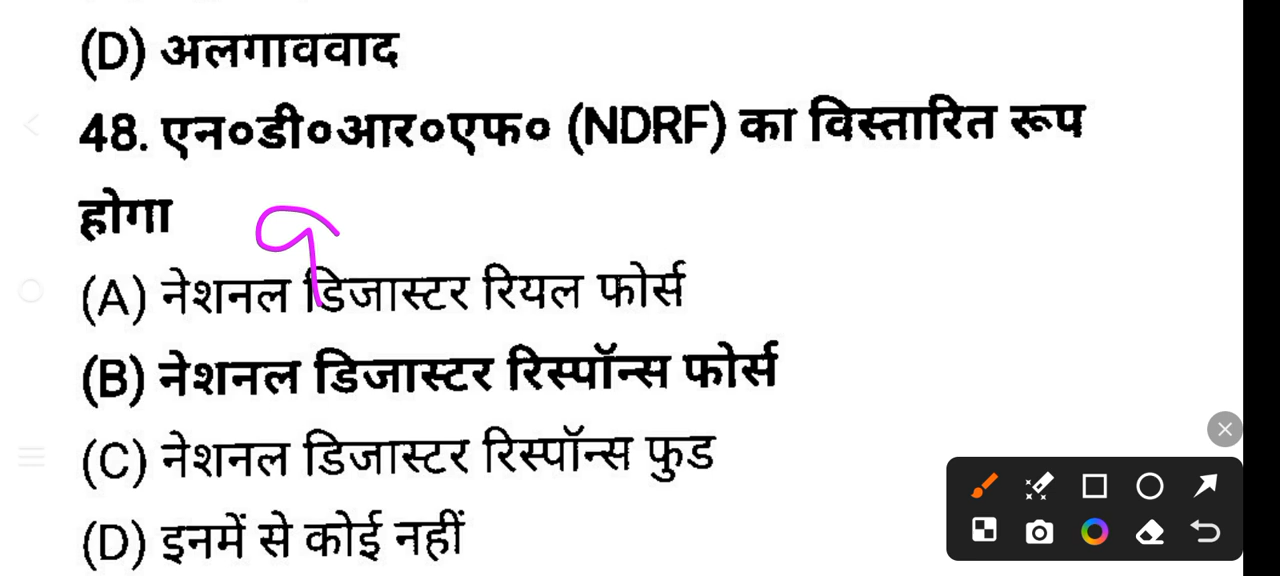 (D) अलगाववाद
48. एन०डी०आर०एफ० (NDRF) का विस्तारित रूप
होगा
(A) नेशनल डिजास्टर रियल फोर्स
(B) नेशनल डिजास्टर रिस्पॉन्स फोर्स
(C) नेशनल डिजास्टर रिस्पॉन्स फुड
(D) इनमें से कोई नहीं